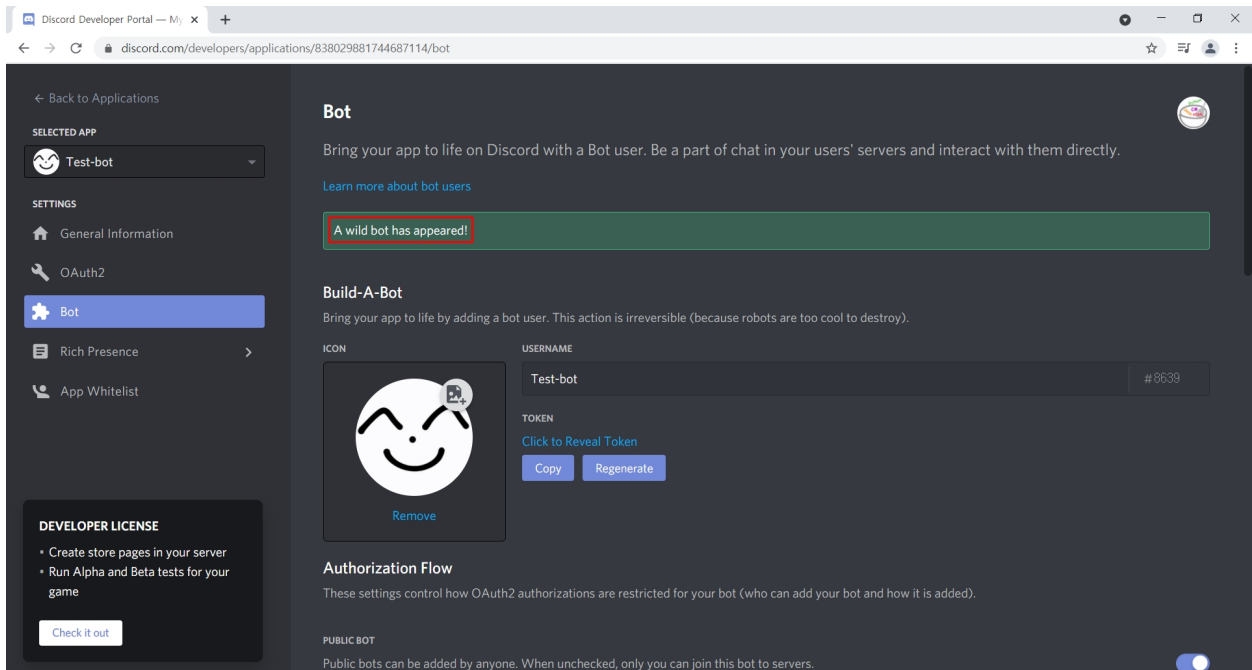 Discord Developer Portal — My
discord.com/developers/applications/838029881744687114/bot
← Back to Applications
SELECTED APP
Test-bot
SETTINGS
General Information
OAuth2
Bot
Rich Presence
App Whitelist
DEVELOPER LICENSE
• Create store pages in your server
• Run Alpha and Beta tests for your
game
Check it out
Bot
Bring your app to life on Discord with a Bot user. Be a part of chat in your users' servers and interact with them directly.
Learn more about bot users
A wild bot has appeared!
Build-A-Bot
Bring your app to life by adding a bot user. This action is irreversible (because robots are too cool to destroy).
ICON
Remove
USERNAME
Test-bot #8639
TOKEN
Click to Reveal Token
Copy Regenerate
Authorization Flow
These settings control how OAuth2 authorizations are restricted for your bot (who can add your bot and how it is added).
PUBLIC BOT
Public bots can be added by anyone. When unchecked, only you can join this bot to servers.